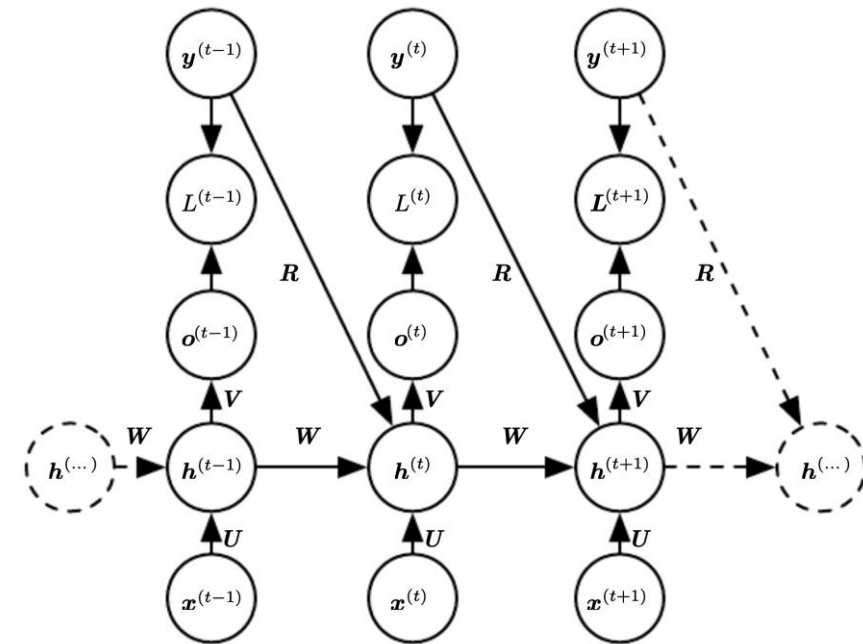 y^(t−1) y^(t) y^(t+1)
L^(t−1) L^(t) L^(t+1)
R R R
o^(t−1) o^(t) o^(t+1)
V V V
W W W W
h^(...) h^(t−1) h^(t) h^(t+1) h^(...)
U U U
x^(t−1) x^(t) x^(t+1)